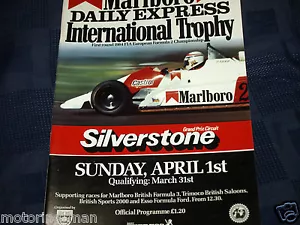 Marlboro
DAILY EXPRESS
International Trophy
First round 1984 FIA European Formula 2 Championship
Castrol
Marlboro 2
Grand Prix Circuit
Silverstone
SUNDAY, APRIL 1st
Qualifying: March 31st
Supporting races for Marlboro British Formula 3, Trimoco British Saloons,
British Sports 2000 and Esso Formula Ford. From 12.30.
Official Programme £1.20